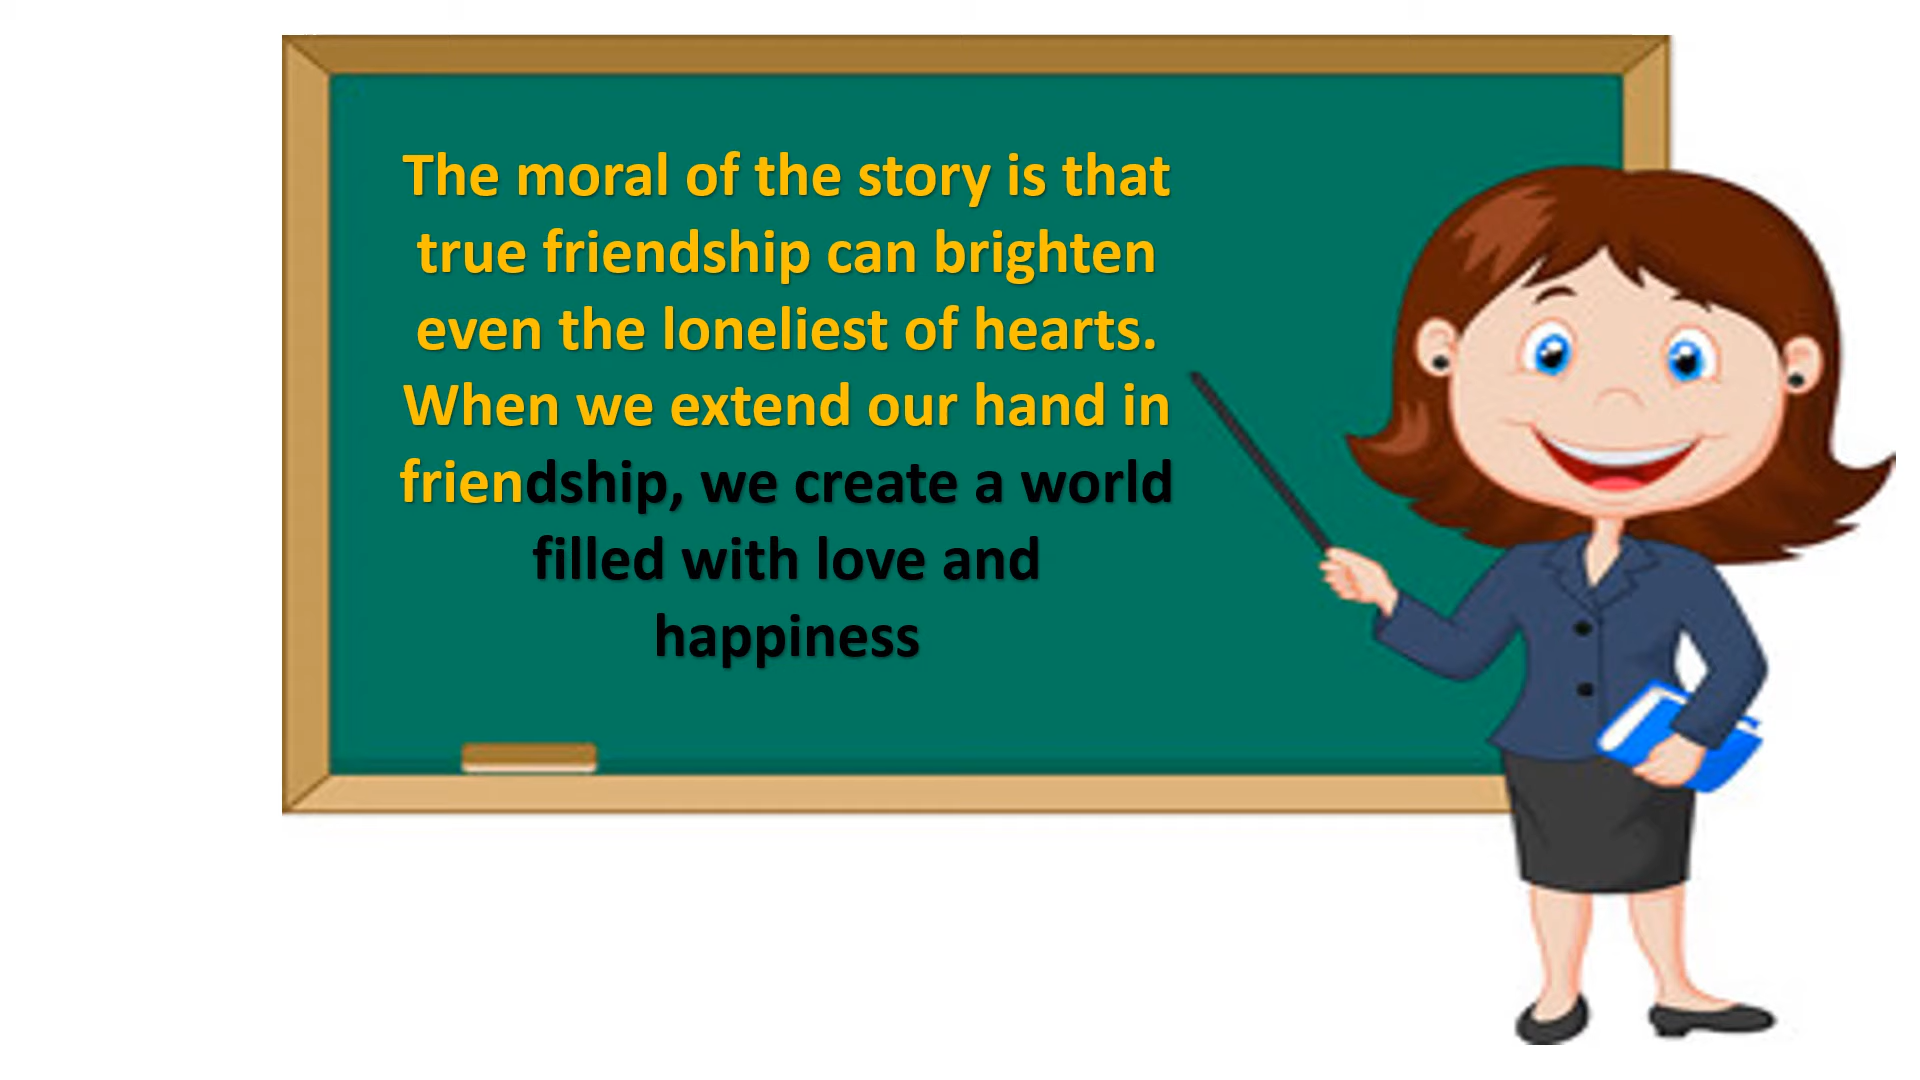 The moral of the story is that
true friendship can brighten
even the loneliest of hearts.
When we extend our hand in
friendship, we create a world
filled with love and
happiness